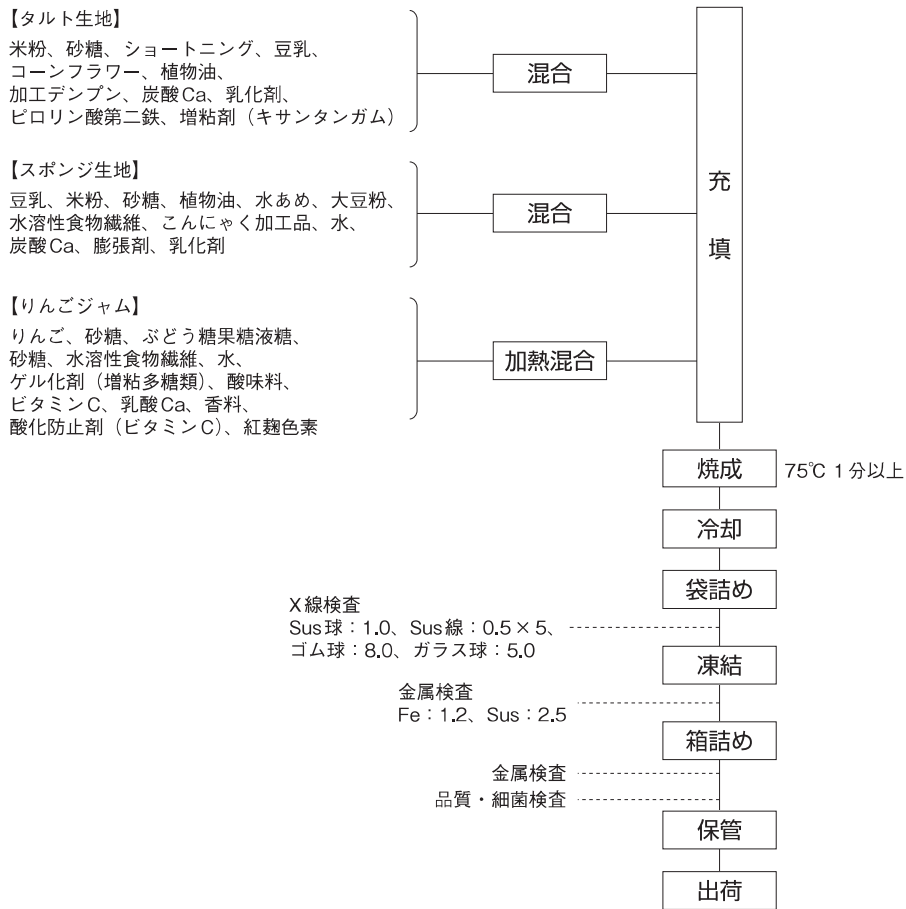 【タルト生地】
米粉、砂糖、ショートニング、豆乳、
コーンフラワー、植物油、
加工デンプン、炭酸Ca、乳化剤、
ピロリン酸第二鉄、増粘剤（キサンタンガム）
混合
【スポンジ生地】
豆乳、米粉、砂糖、植物油、水あめ、大豆粉、
水溶性食物繊維、こんにゃく加工品、水、
炭酸Ca、膨張剤、乳化剤
混合
【りんごジャム】
りんご、砂糖、ぶどう糖果糖液糖、
砂糖、水溶性食物繊維、水、
ゲル化剤（増粘多糖類）、酸味料、
ビタミンC、乳酸Ca、香料、
酸化防止剤（ビタミンC）、紅麹色素
加熱混合
充填
焼成 75℃ 1分以上
冷却
袋詰め
X線検査
Sus球：1.0、Sus線：0.5×5、
ゴム球：8.0、ガラス球：5.0
凍結
金属検査
Fe：1.2、Sus：2.5
箱詰め
金属検査
品質・細菌検査
保管
出荷